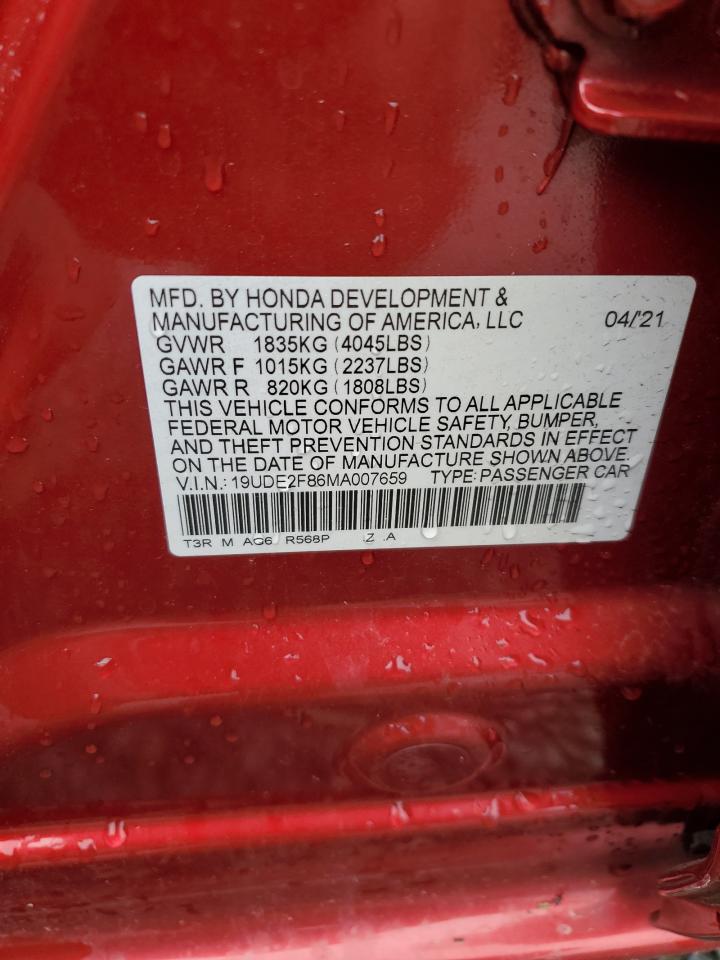 MFD. BY HONDA DEVELOPMENT &
MANUFACTURING OF AMERICA, LLC 04/'21
GVWR 1835KG (4045LBS)
GAWR F 1015KG (2237LBS)
GAWR R 820KG (1808LBS)
THIS VEHICLE CONFORMS TO ALL APPLICABLE
FEDERAL MOTOR VEHICLE SAFETY, BUMPER,
AND THEFT PREVENTION STANDARDS IN EFFECT
ON THE DATE OF MANUFACTURE SHOWN ABOVE.
V.I.N.: 19UDE2F86MA007659 TYPE: PASSENGER CAR
T3R M AG6 R568P Z A